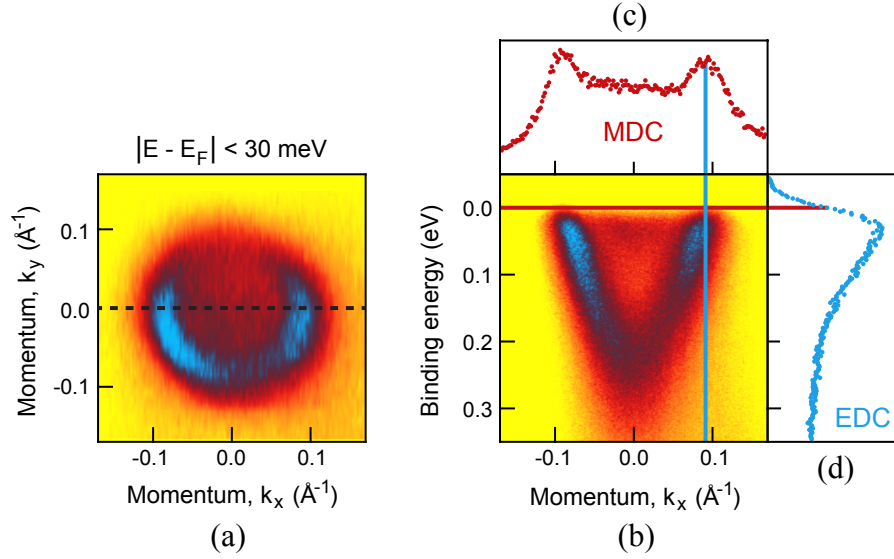 (c)
MDC
|E - E_F| < 30 meV
Momentum, k_y (Å⁻¹)
0.1
0.0
-0.1
-0.1 0.0 0.1
Momentum, k_x (Å⁻¹)
(a)
Binding energy (eV)
0.0
0.1
0.2
0.3
-0.1 0.0 0.1
Momentum, k_x (Å⁻¹)
(b)
EDC
(d)